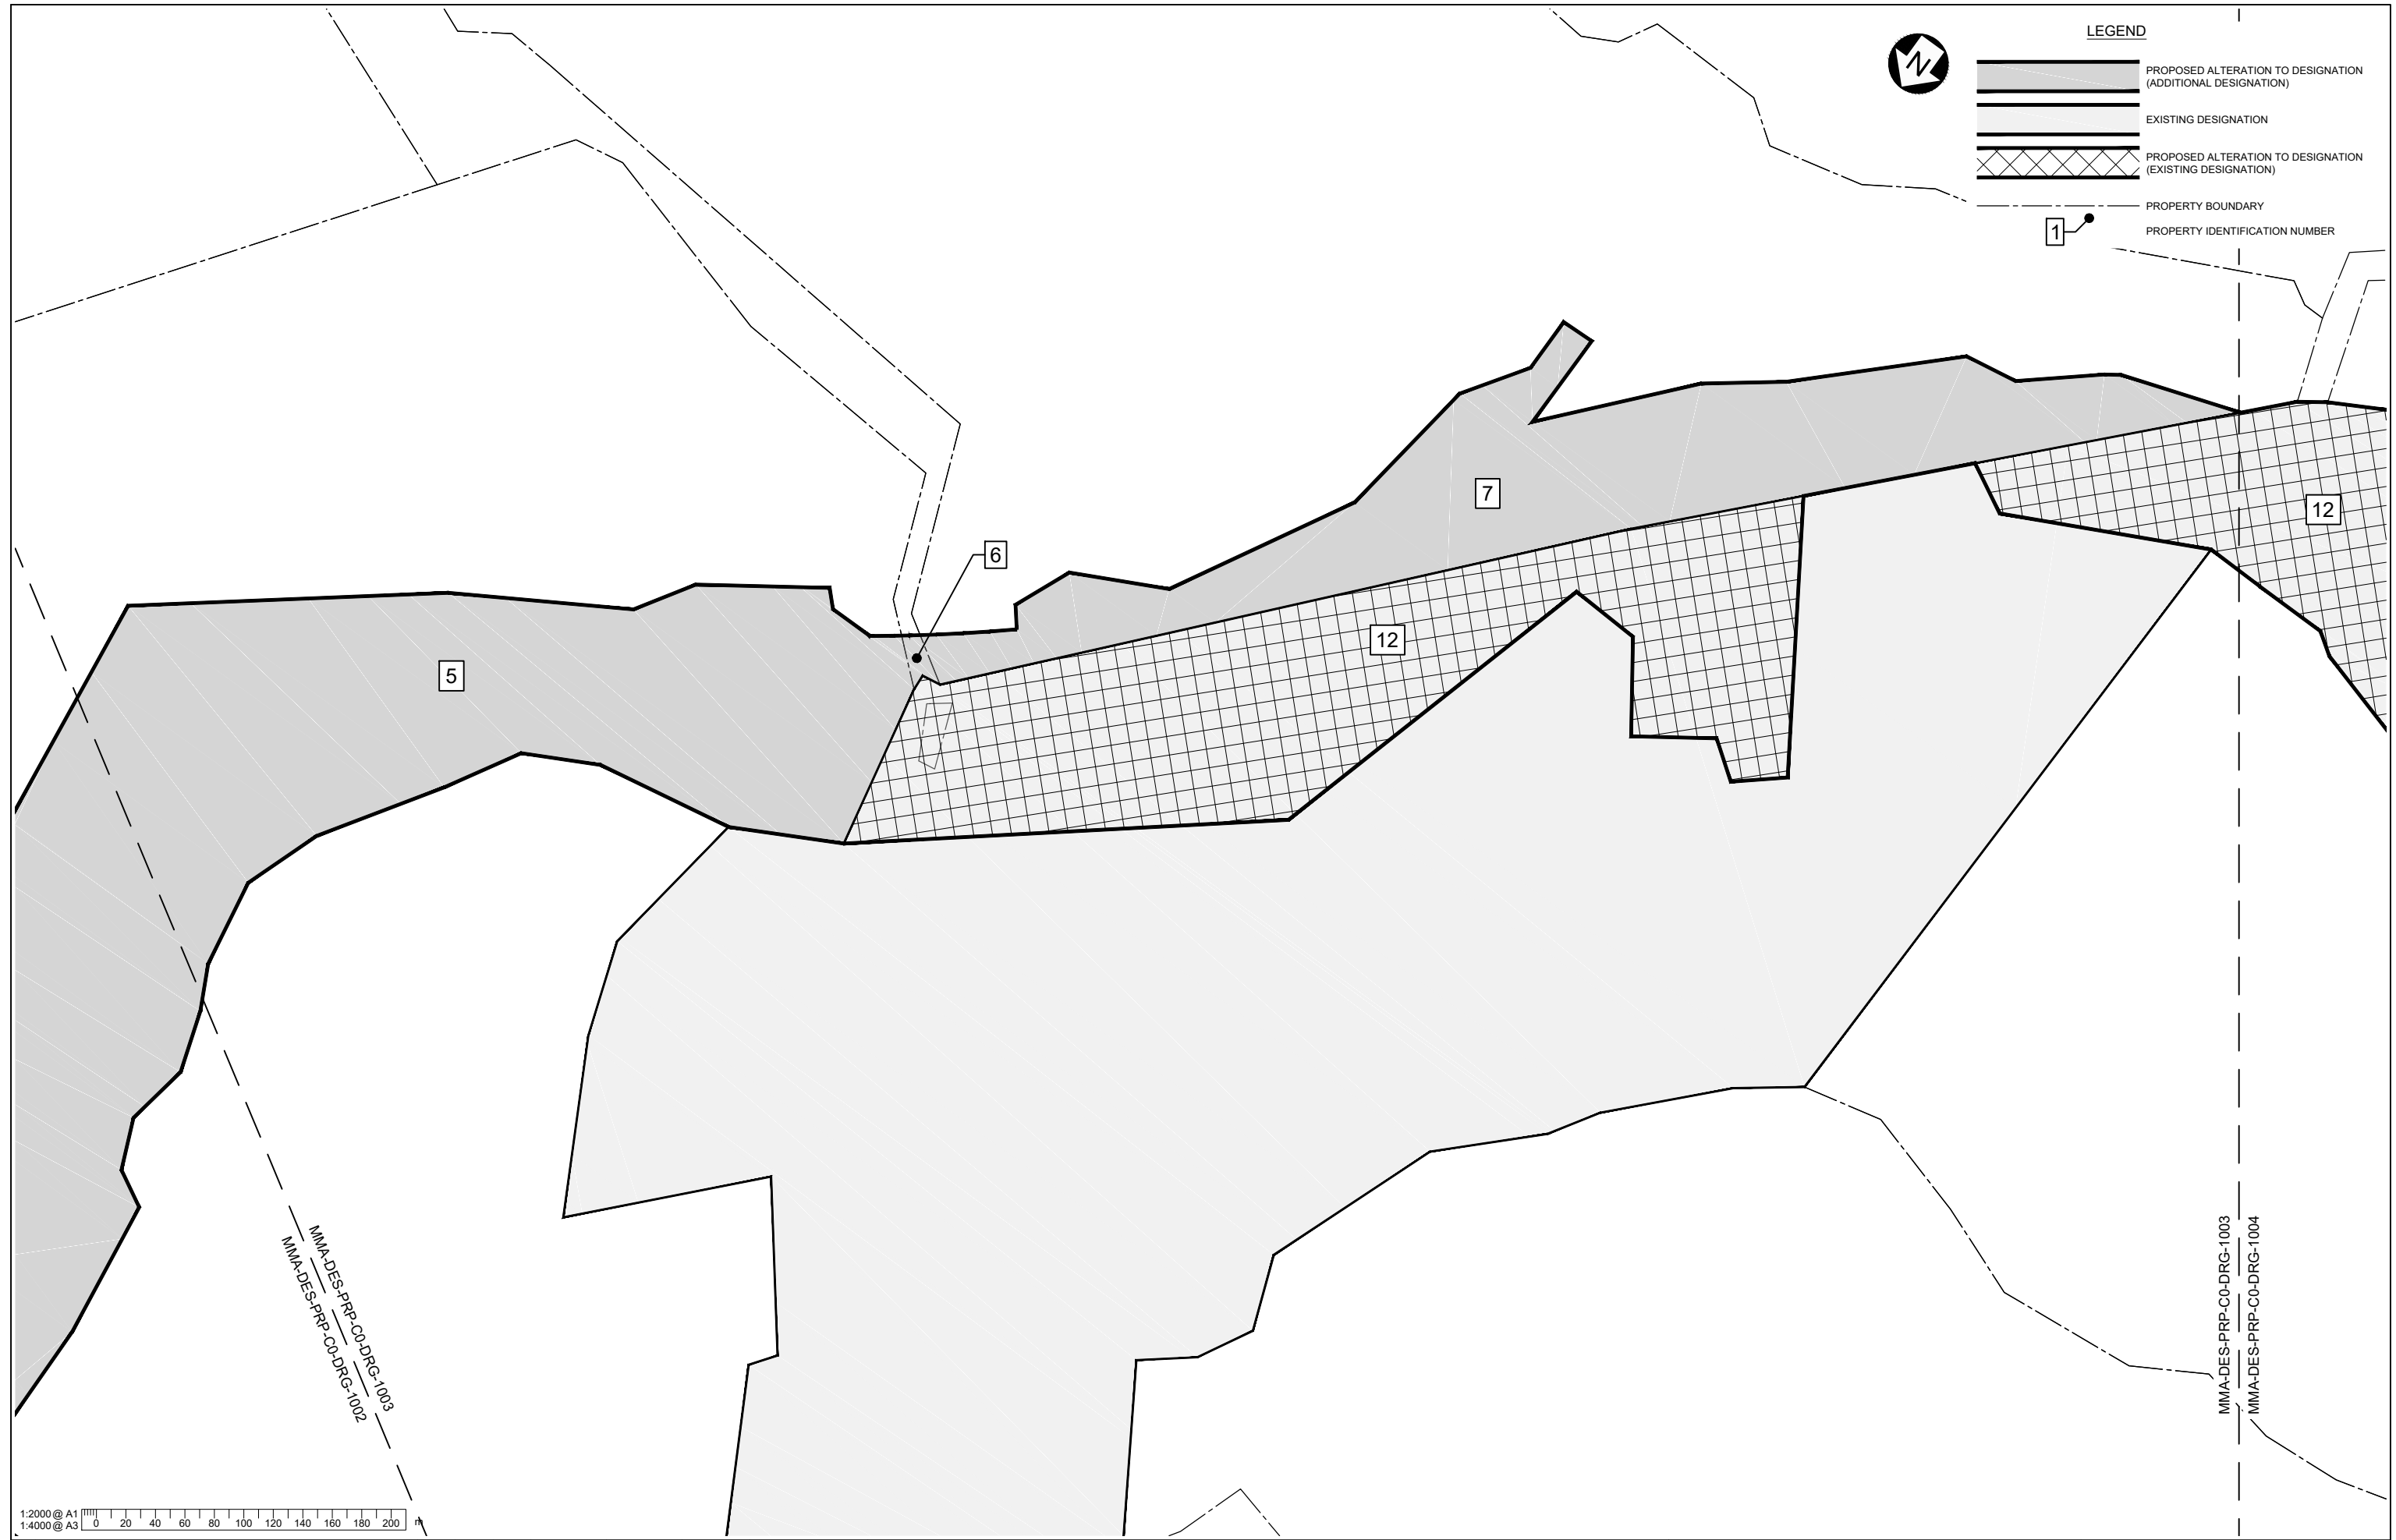 LEGEND
N
PROPOSED ALTERATION TO DESIGNATION
(ADDITIONAL DESIGNATION)
EXISTING DESIGNATION
PROPOSED ALTERATION TO DESIGNATION
(EXISTING DESIGNATION)
PROPERTY BOUNDARY
1
PROPERTY IDENTIFICATION NUMBER
7
12
6
12
5
MMA-DES-PRP-C0-DRG-1003
MMA-DES-PRP-C0-DRG-1002
MMA-DES-PRP-C0-DRG-1003
MMA-DES-PRP-C0-DRG-1004
1:2000 @ A1
1:4000 @ A3
0 20 40 60 80 100 120 140 160 180 200 m